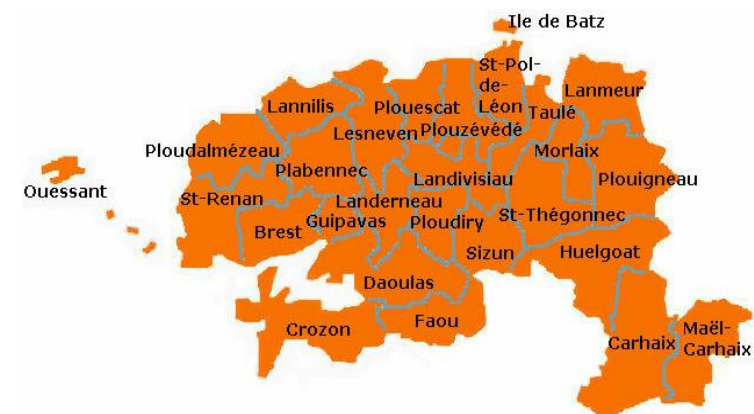 Ile de Batz
St-Pol-
de-
Léon
Lanmeur
Lannilis
Plouescat
Taulé
Lesneven
Plouzévédé
Ploudalmézeau
Morlaix
Plabennec
Landivisiau
Plouigneau
Ouessant
St-Renan
Landerneau
Guipavas
Ploudiry
St-Thégonnec
Brest
Sizun
Huelgoat
Daoulas
Crozon
Faou
Carhaix
Maël-
Carhaix